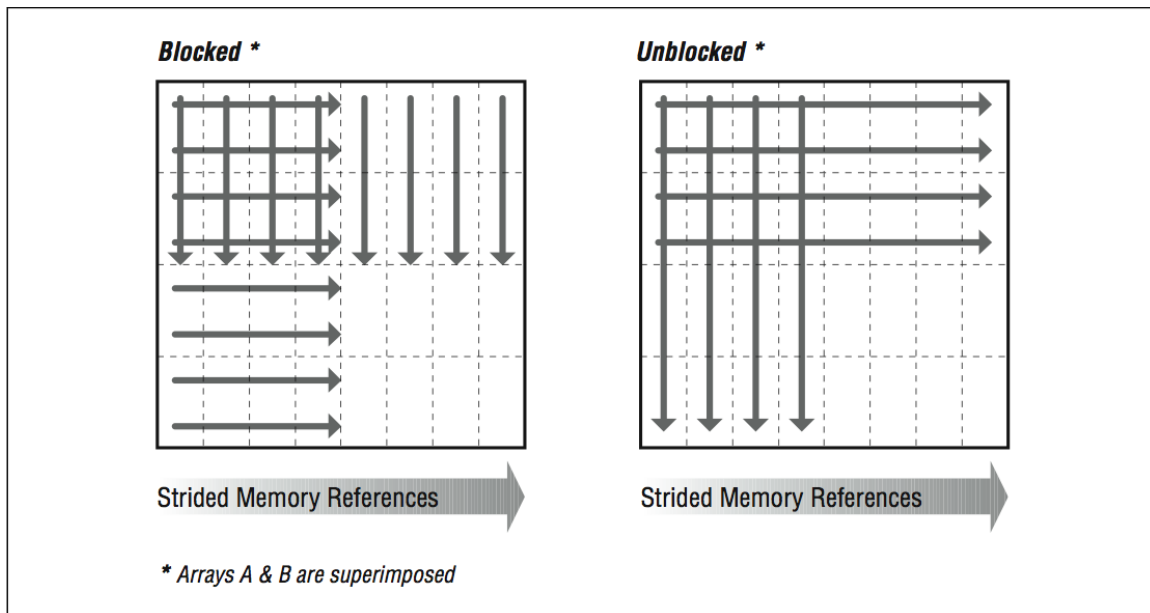 Blocked *
Unblocked *
Strided Memory References
Strided Memory References
* Arrays A & B are superimposed